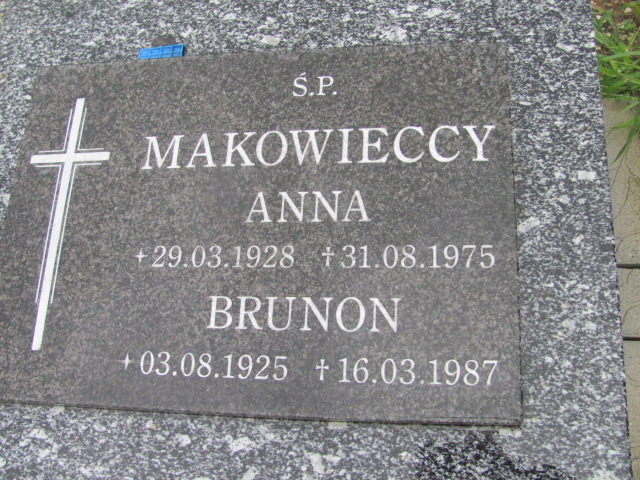 Ś.P.
MAKOWIECCY
ANNA
+29.03.1928 †31.08.1975
BRUNON
+03.08.1925 †16.03.1987